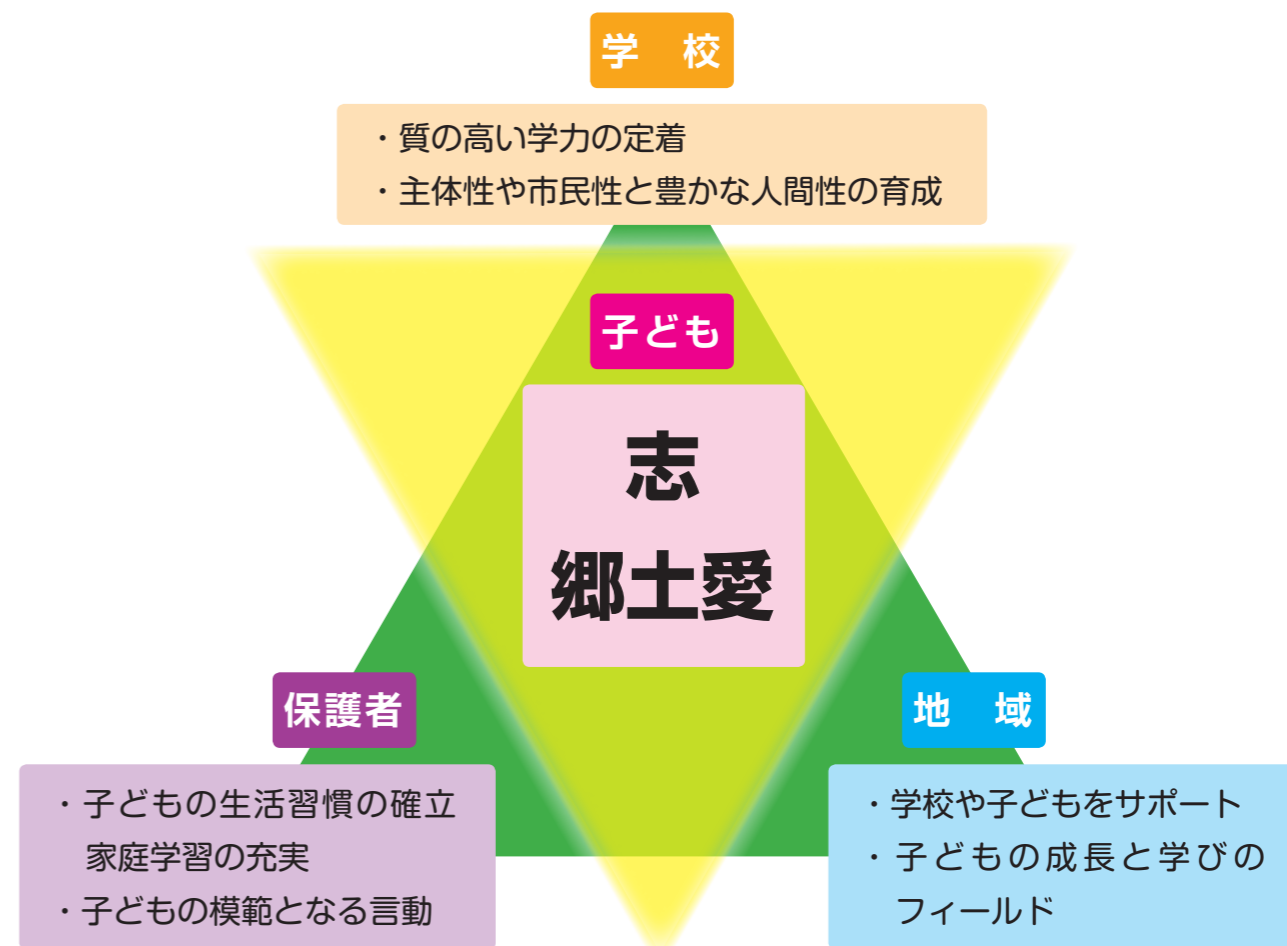 学　校
・質の高い学力の定着
・主体性や市民性と豊かな人間性の育成
子ども
志
郷土愛
保護者
・子どもの生活習慣の確立
家庭学習の充実
・子どもの模範となる言動
地　域
・学校や子どもをサポート
・子どもの成長と学びの
フィールド